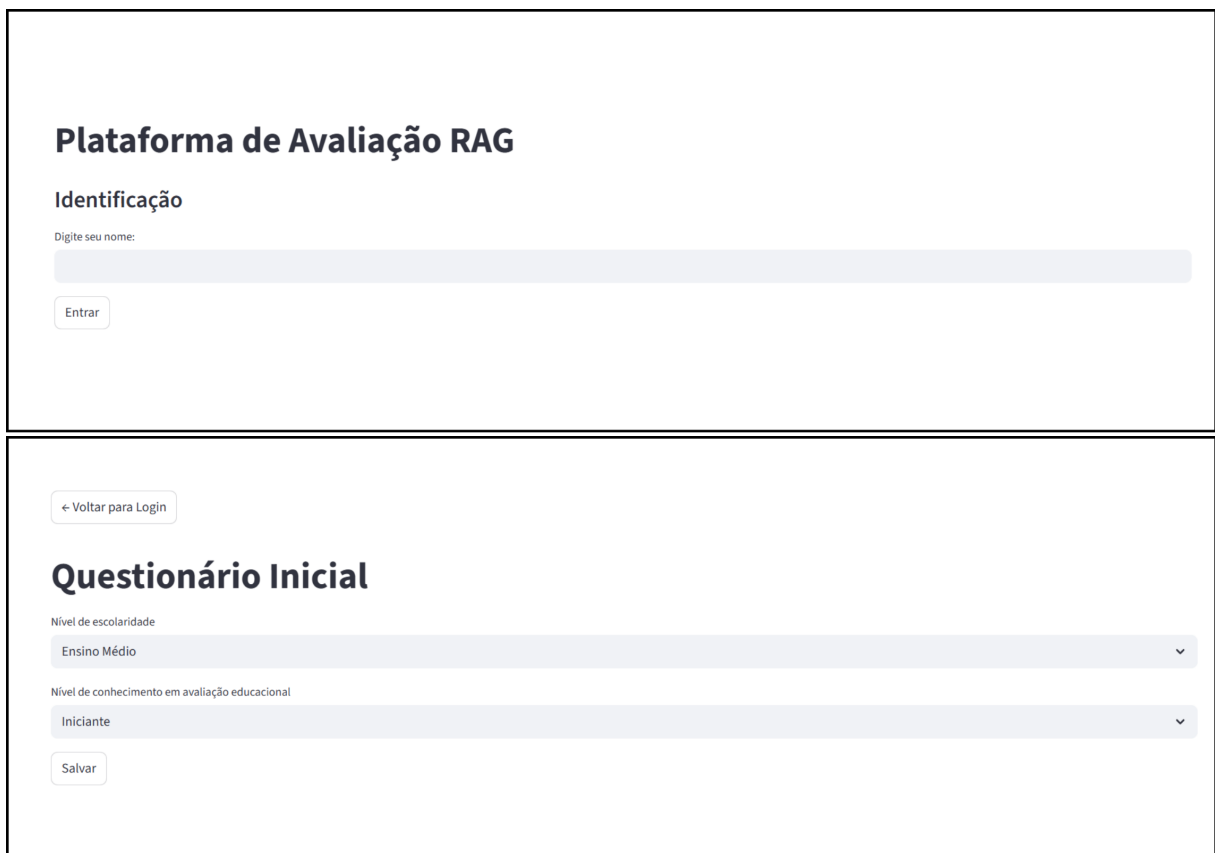 Plataforma de Avaliação RAG
Identificação
Digite seu nome:
Entrar
← Voltar para Login
Questionário Inicial
Nível de escolaridade
Ensino Médio
Nível de conhecimento em avaliação educacional
Iniciante
Salvar